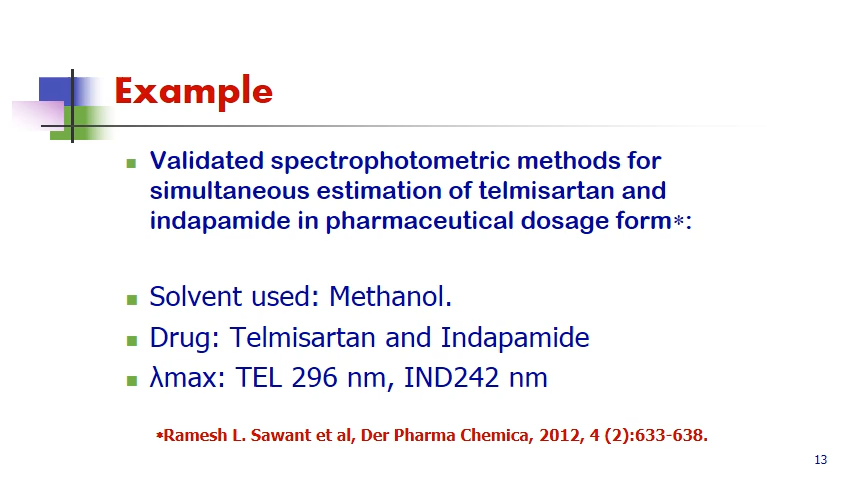 Example
Validated spectrophotometric methods for
simultaneous estimation of telmisartan and
indapamide in pharmaceutical dosage form*:
Solvent used: Methanol.
Drug: Telmisartan and Indapamide
λmax: TEL 296 nm, IND242 nm
*Ramesh L. Sawant et al, Der Pharma Chemica, 2012, 4 (2):633-638.
13